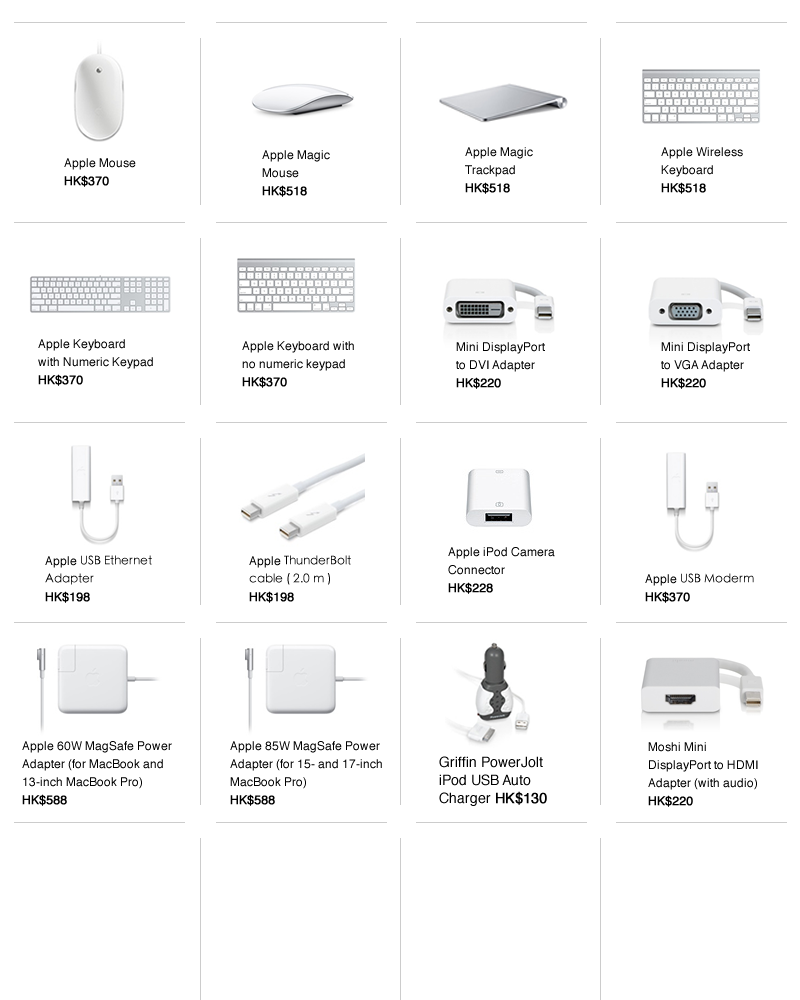 Apple Mouse
HK$370
Apple Magic
Mouse
HK$518
Apple Magic
Trackpad
HK$518
Apple Wireless
Keyboard
HK$518
Apple Keyboard
with Numeric Keypad
HK$370
Apple Keyboard with
no numeric keypad
HK$370
Mini DisplayPort
to DVI Adapter
HK$220
Mini DisplayPort
to VGA Adapter
HK$220
Apple USB Ethernet
Adapter
HK$198
Apple ThunderBolt
cable ( 2.0 m )
HK$198
Apple iPod Camera
Connector
HK$228
Apple USB Moderm
HK$370
Apple 60W MagSafe Power
Adapter (for MacBook and
13-inch MacBook Pro)
HK$588
Apple 85W MagSafe Power
Adapter (for 15- and 17-inch
MacBook Pro)
HK$588
Griffin PowerJolt
iPod USB Auto
Charger HK$130
Moshi Mini
DisplayPort to HDMI
Adapter (with audio)
HK$220